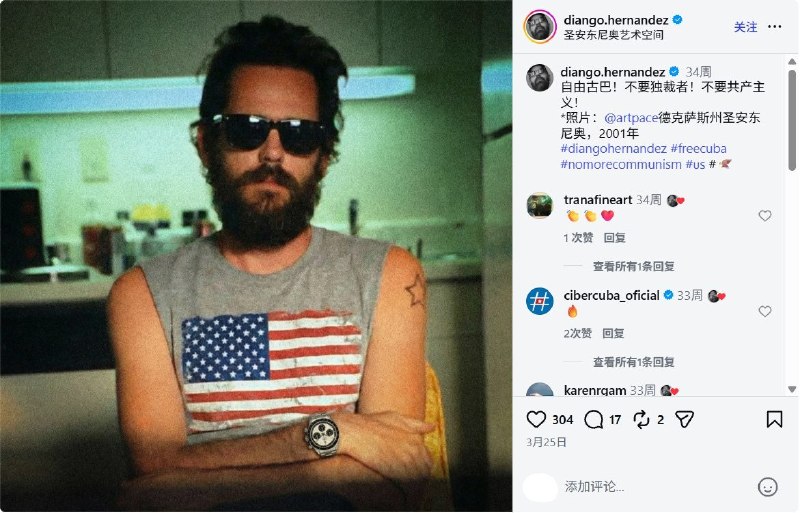 diango.hernandez
圣安东尼奥艺术空间
关注
diango.hernandez 34周
自由古巴！不要独裁者！不要共产主
义！
*照片：@artpace德克萨斯州圣安东
尼奥，2001年
#diangohernandez #freecuba
#nomorecommunism #us #
tranafineart 34周
1次赞 回复
查看所有1条回复
cibercuba_oficial 33周
2次赞 回复
查看所有1条回复
karenrgam 33周
304 17 2
3月25日
添加评论...